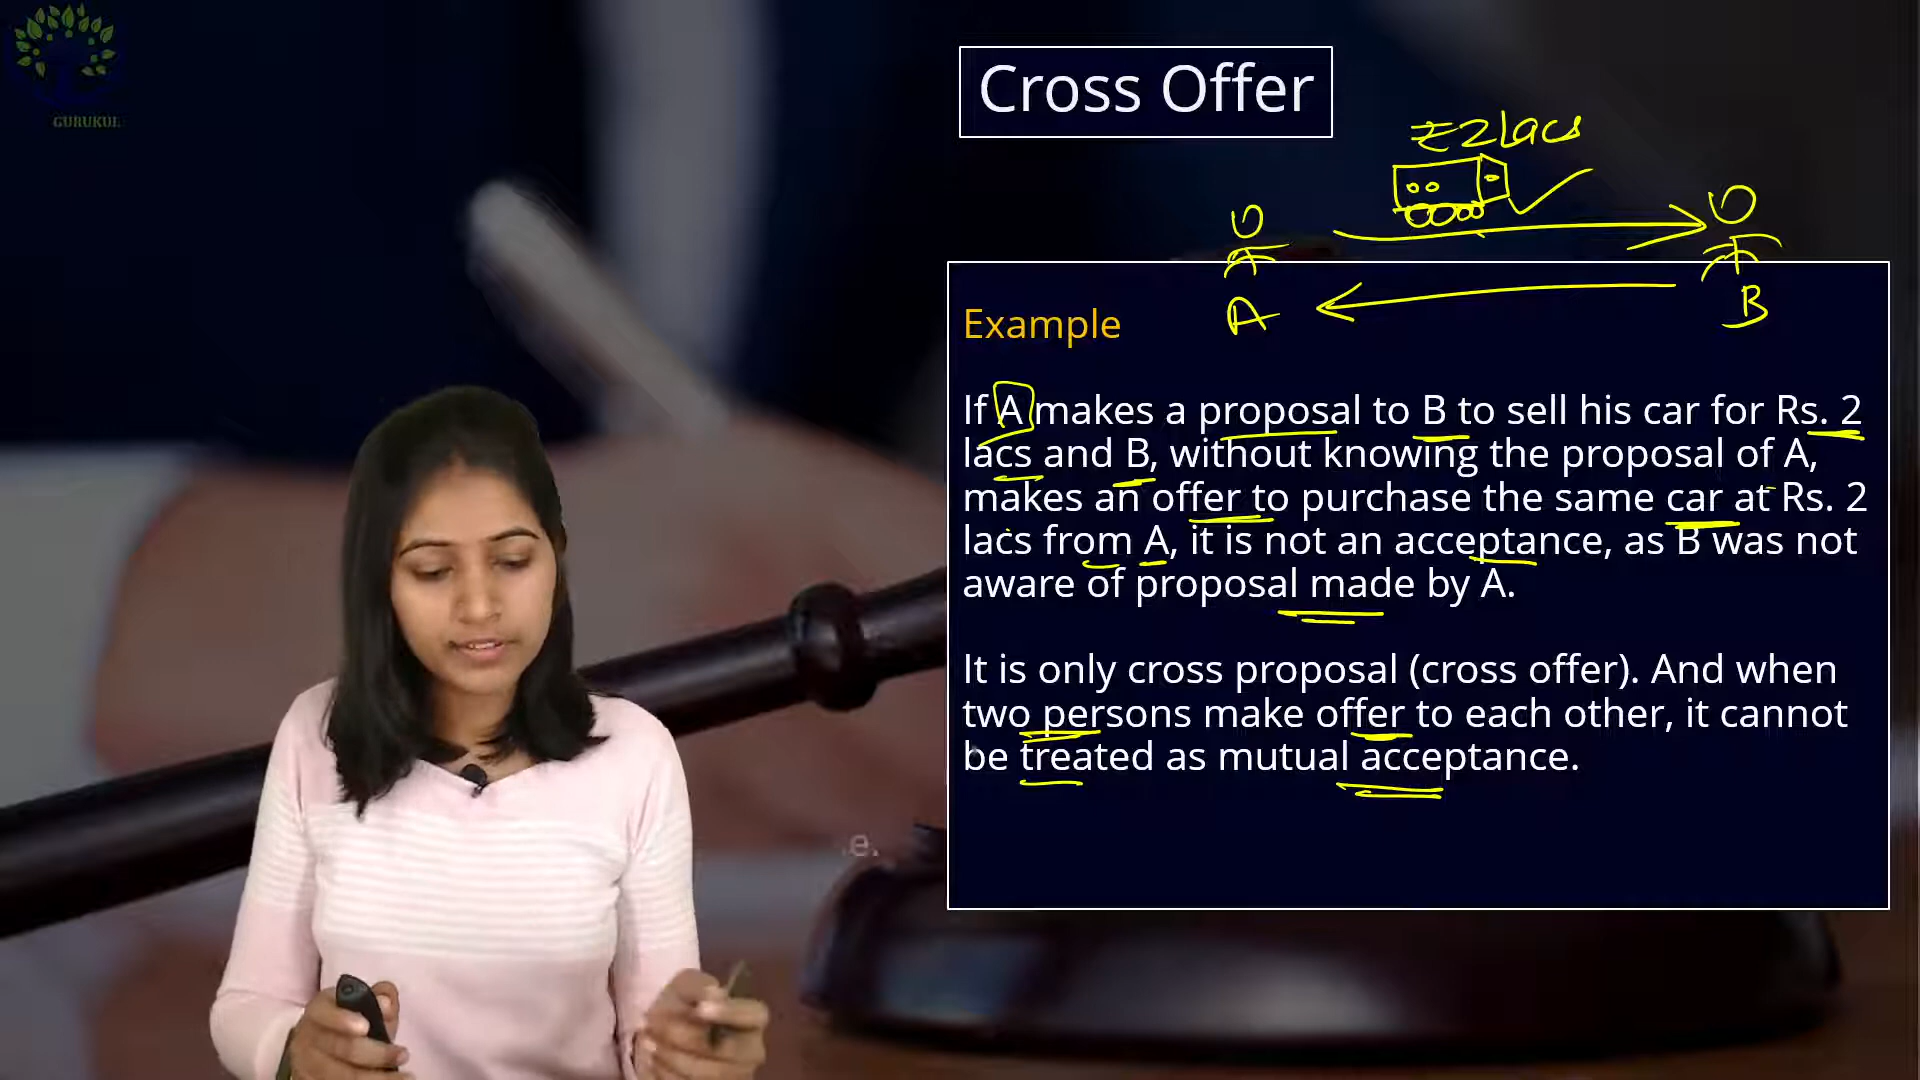 GURUKUL
Cross Offer
₹2lacs
A
B
Example
If A makes a proposal to B to sell his car for Rs. 2
lacs and B, without knowing the proposal of A,
makes an offer to purchase the same car at Rs. 2
lacs from A, it is not an acceptance, as B was not
aware of proposal made by A.
It is only cross proposal (cross offer). And when
two persons make offer to each other, it cannot
be treated as mutual acceptance.
.e.